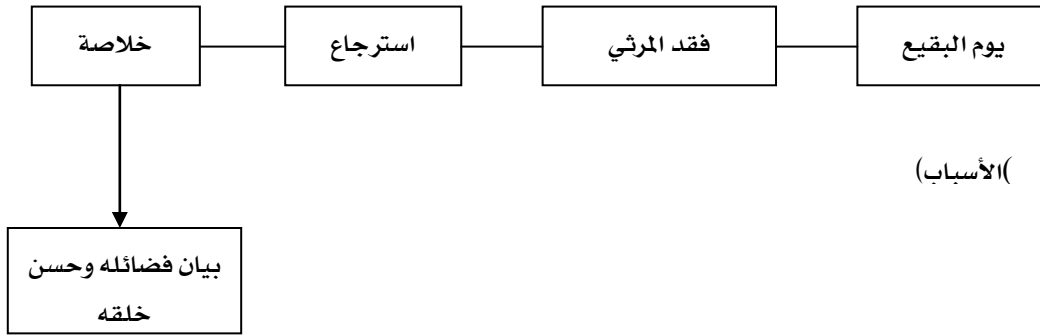 يوم البقيع
فقد المرثي
استرجاع
خلاصة
)الأسباب)
بيان فضائله وحسن
خلقه